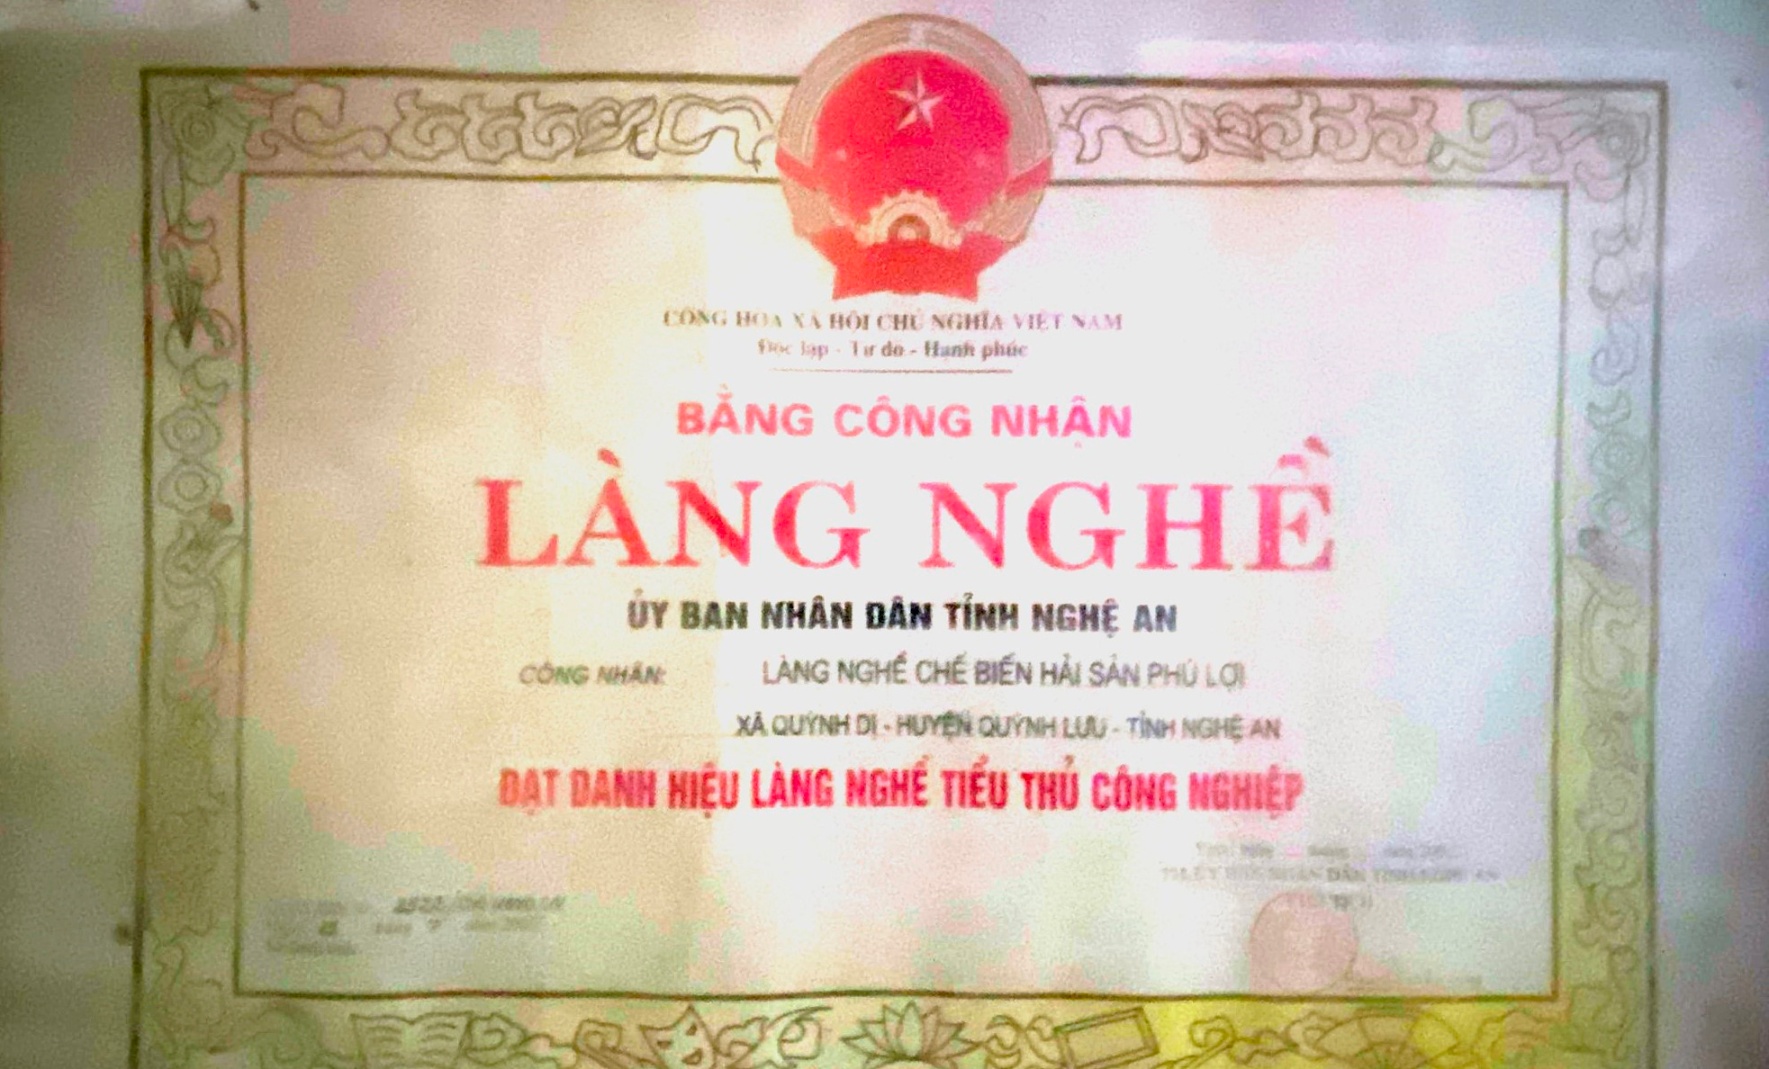 CỘNG HÒA XÃ HỘI CHỦ NGHĨA VIỆT NAM
Độc lập - Tự do - Hạnh phúc
BẰNG CÔNG NHẬN
LÀNG NGHỀ
ỦY BAN NHÂN DÂN TỈNH NGHỆ AN
CÔNG NHẬN: LÀNG NGHỀ CHẾ BIẾN HẢI SẢN PHÚ LỢI
XÃ QUỲNH DỊ - HUYỆN QUỲNH LƯU - TỈNH NGHỆ AN
ĐẠT DANH HIỆU LÀNG NGHỀ TIỂU THỦ CÔNG NGHIỆP